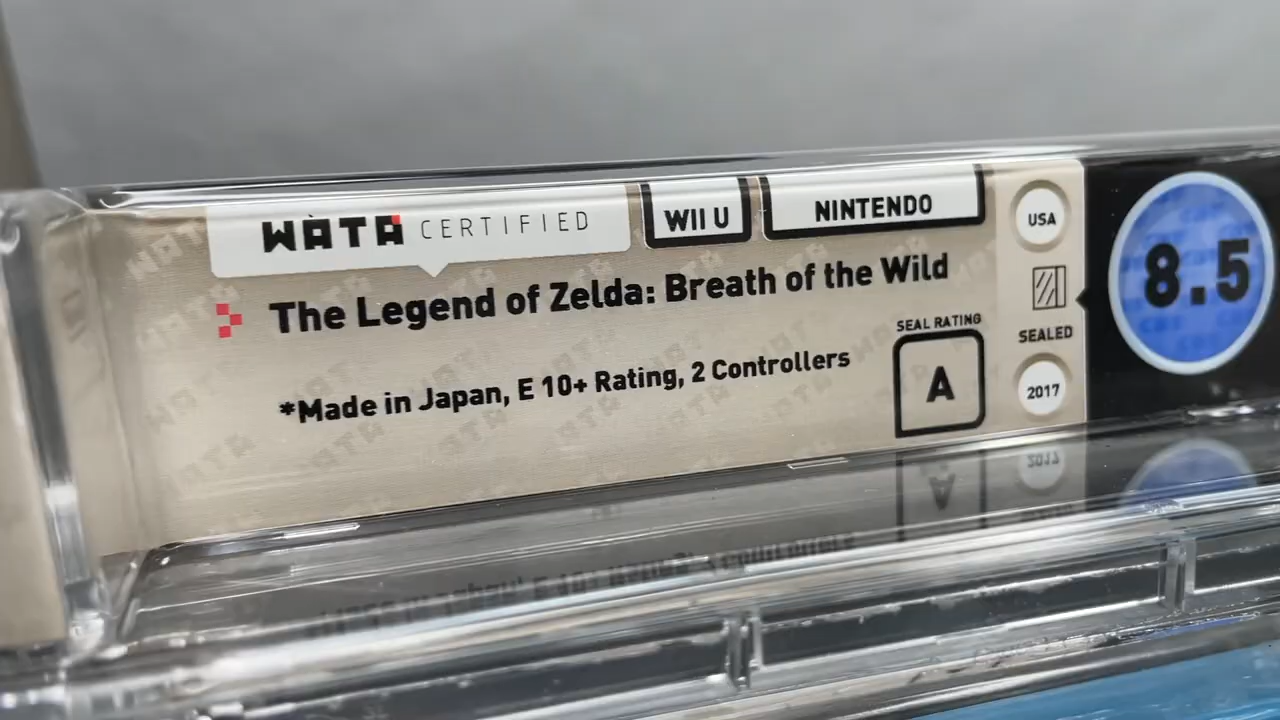 WATA CERTIFIED
WII U
NINTENDO
USA
The Legend of Zelda: Breath of the Wild
8.5
SEAL RATING
SEALED
*Made in Japan, E 10+ Rating, 2 Controllers
A
2017